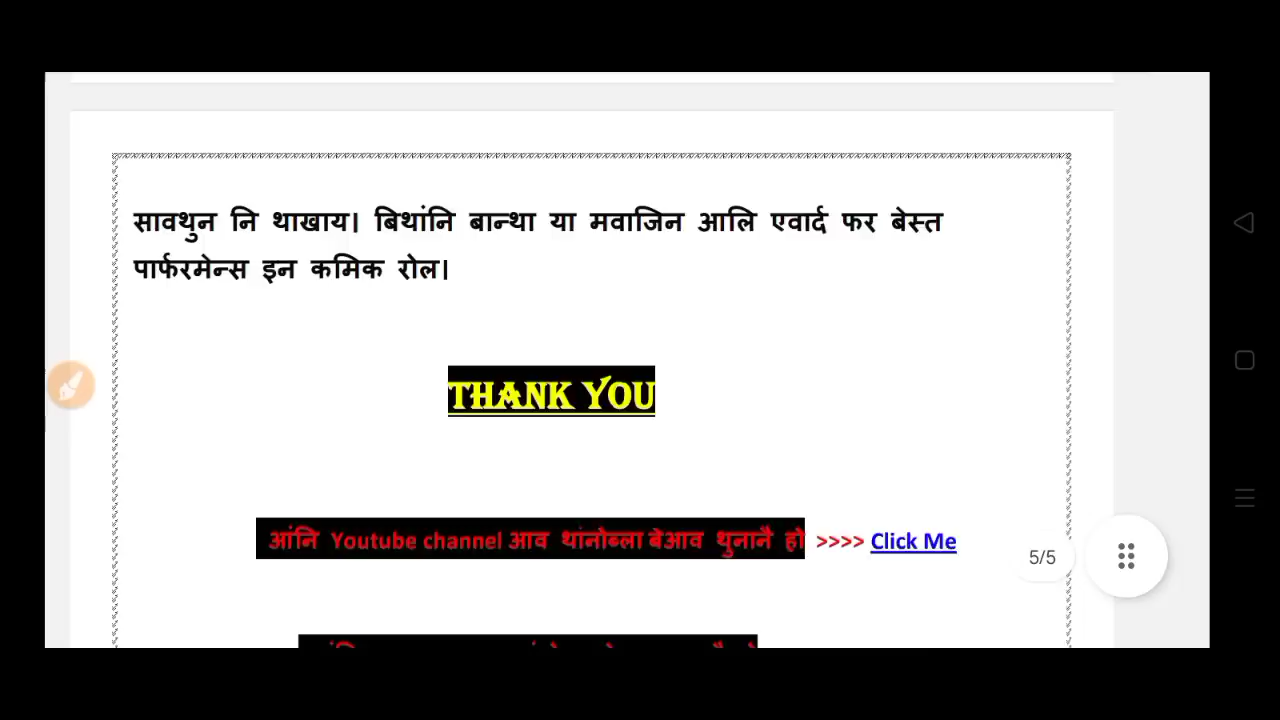 सावथुन नि थाखाय। बिथांनि बान्था या मवाजिन आलि एवार्द फर बेस्त
पार्फरमेन्स इन कमिक रोल।
THANK YOU
आंनि Youtube channel आव थांनोब्ला बेआव थुनानै हो >>>> Click Me
5/5